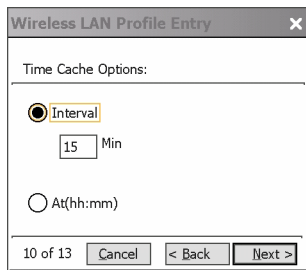 Wireless LAN Profile Entry
Time Cache Options:
Interval
15 Min
At(hh:mm)
10 of 13 Cancel < Back Next >